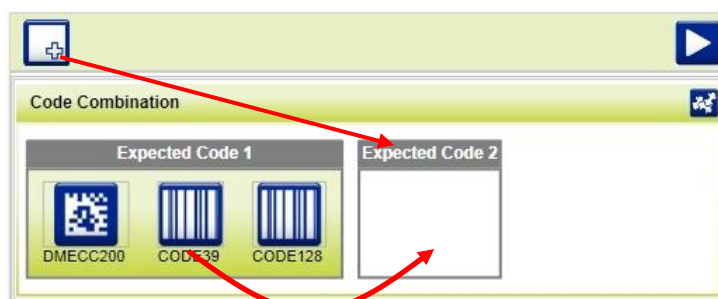 Code Combination
Expected Code 1
Expected Code 2
DMECC200 CODE39 CODE128